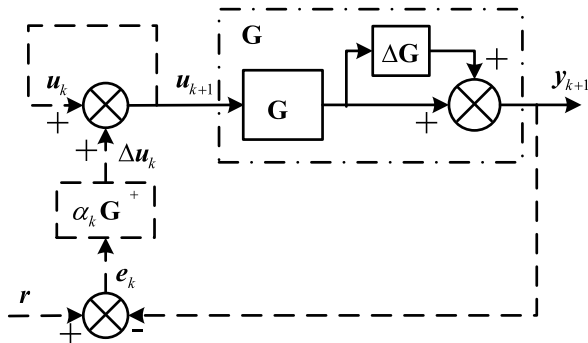 G
ΔG
+
u_k
u_{k+1}
y_{k+1}
+
G
+
+
Δu_k
α_k G^+
e_k
r
+
-